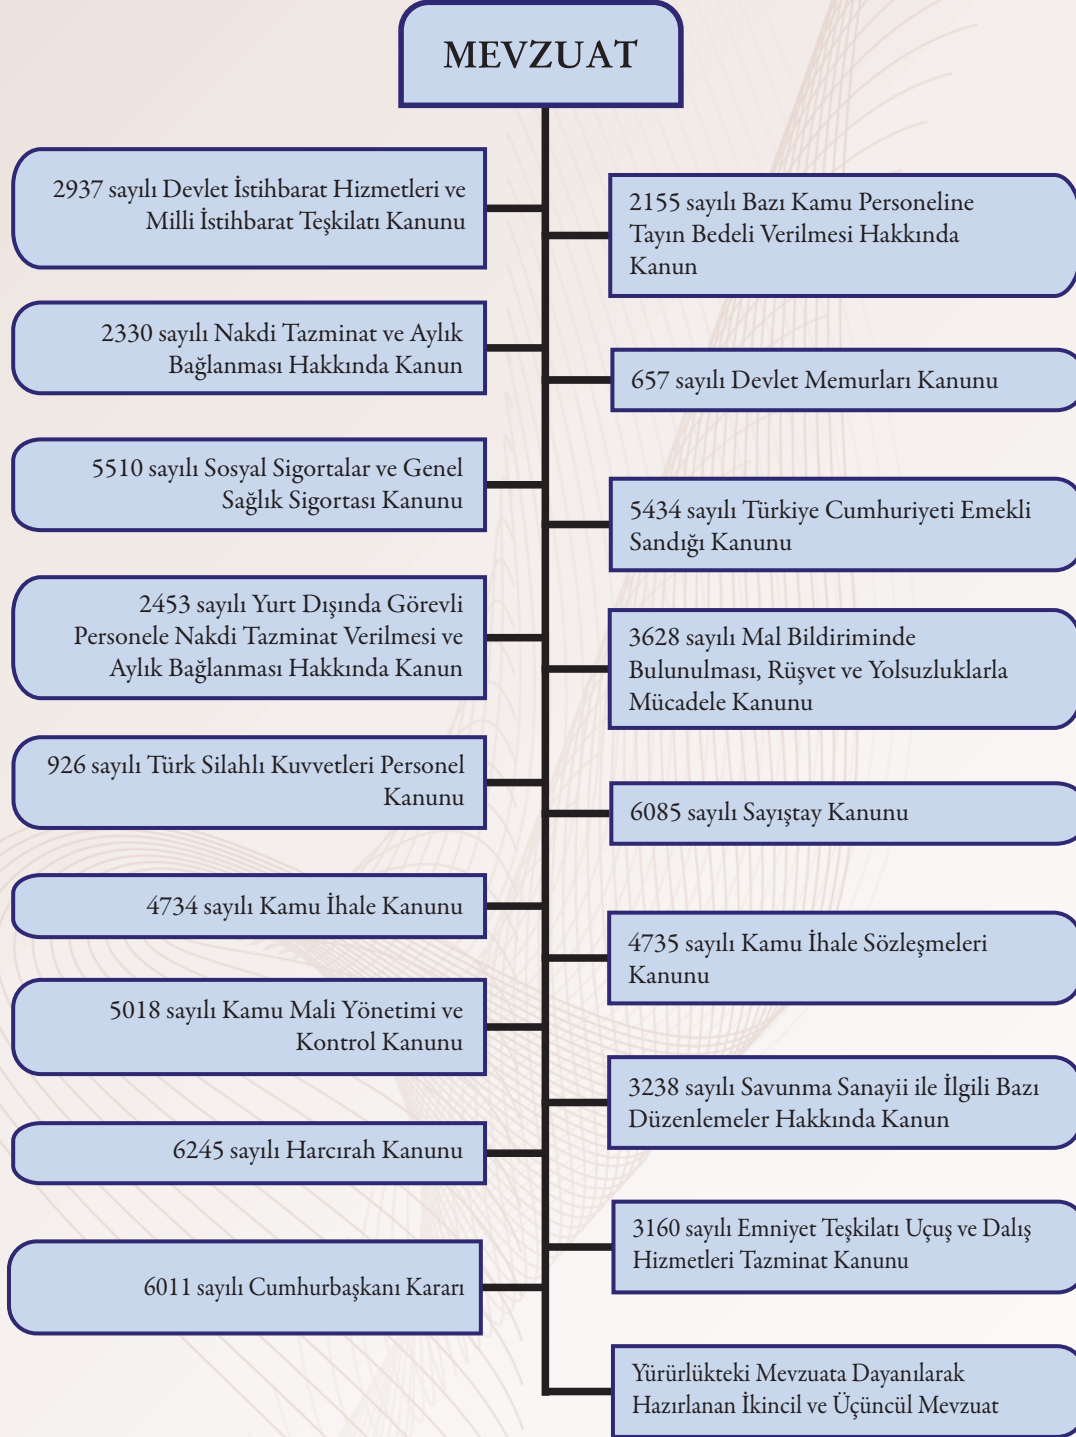 MEVZUAT
2937 sayılı Devlet İstihbarat Hizmetleri ve
Milli İstihbarat Teşkilatı Kanunu
2155 sayılı Bazı Kamu Personeline
Tayın Bedeli Verilmesi Hakkında
Kanun
2330 sayılı Nakdi Tazminat ve Aylık
Bağlanması Hakkında Kanun
657 sayılı Devlet Memurları Kanunu
5510 sayılı Sosyal Sigortalar ve Genel
Sağlık Sigortası Kanunu
5434 sayılı Türkiye Cumhuriyeti Emekli
Sandığı Kanunu
2453 sayılı Yurt Dışında Görevli
Personele Nakdi Tazminat Verilmesi ve
Aylık Bağlanması Hakkında Kanun
3628 sayılı Mal Bildiriminde
Bulunulması, Rüşvet ve Yolsuzluklarla
Mücadele Kanunu
926 sayılı Türk Silahlı Kuvvetleri Personel
Kanunu
6085 sayılı Sayıştay Kanunu
4734 sayılı Kamu İhale Kanunu
4735 sayılı Kamu İhale Sözleşmeleri
Kanunu
5018 sayılı Kamu Mali Yönetimi ve
Kontrol Kanunu
3238 sayılı Savunma Sanayii ile İlgili Bazı
Düzenlemeler Hakkında Kanun
6245 sayılı Harcırah Kanunu
3160 sayılı Emniyet Teşkilatı Uçuş ve Dalış
Hizmetleri Tazminat Kanunu
6011 sayılı Cumhurbaşkanı Kararı
Yürürlükteki Mevzuata Dayanılarak
Hazırlanan İkincil ve Üçüncül Mevzuat